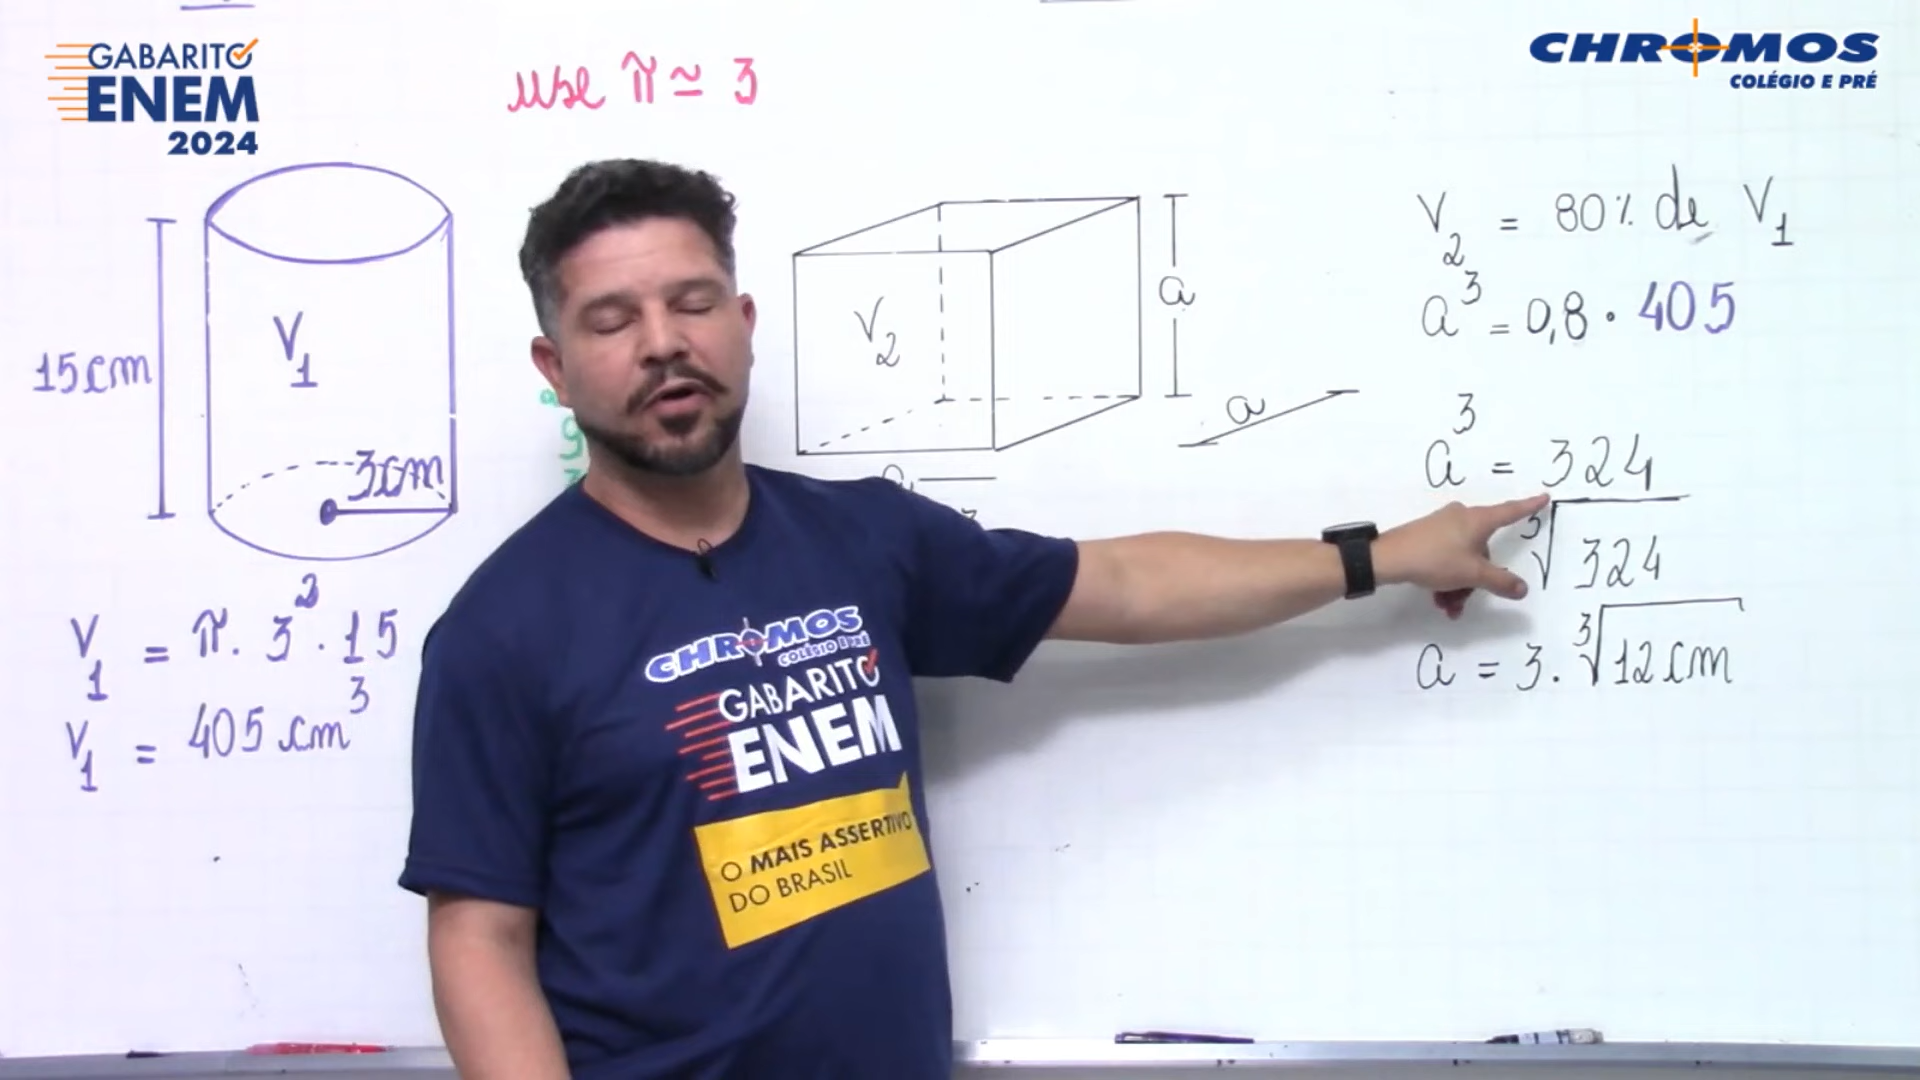 GABARITO
ENEM
2024
CHROMOS
COLÉGIO E PRÉ
use π ≃ 3
15cm
V₁
3cm
V₁ = π. 3² . 15
V₁ = 405 cm³
V₂
a
a
a
V₂ = 80% de V₁
a³ = 0,8 . 405
a³ = 324
∛324
a = 3. ∛12 cm
CHROMOS
COLÉGIO E PRÉ
GABARITO
ENEM
O MAIS ASSERTIVO
DO BRASIL